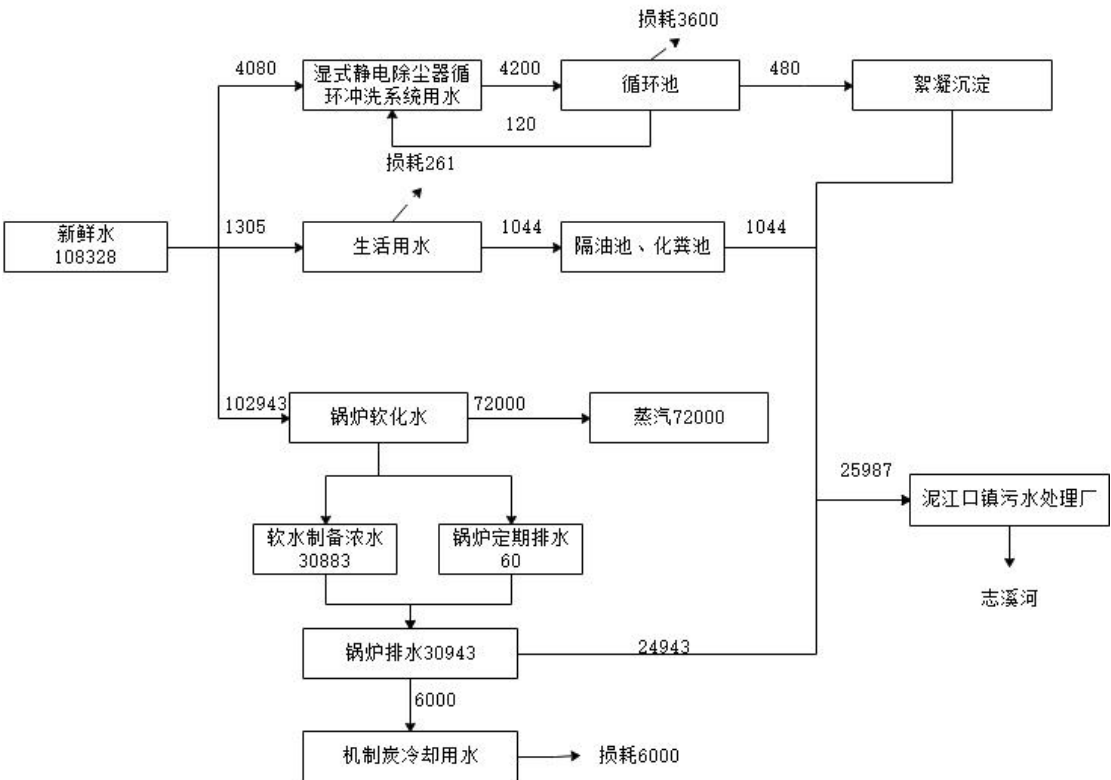 损耗3600
4080
湿式静电除尘器循
环冲洗系统用水
4200
循环池
480
絮凝沉淀
120
损耗261
新鲜水
108328
1305
生活用水
1044
隔油池、化粪池
1044
102943
锅炉软化水
72000
蒸汽72000
25987
泥江口镇污水处理厂
软水制备浓水
30883
锅炉定期排水
60
志溪河
锅炉排水30943
24943
6000
机制炭冷却用水
损耗6000